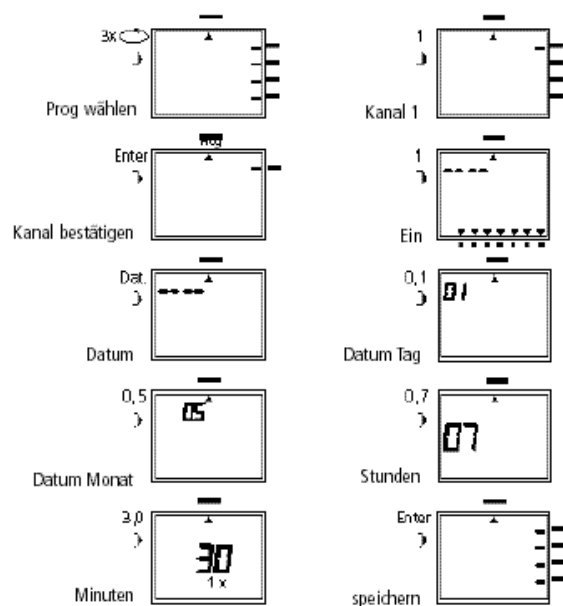 3x
Prog wählen
1
Kanal 1
Enter
Prog
Kanal bestätigen
1
Ein
Dat.
Datum
0,1
01
Datum Tag
0,5
05
Datum Monat
0,7
07
Stunden
3,0
30
1x
Minuten
Enter
speichern